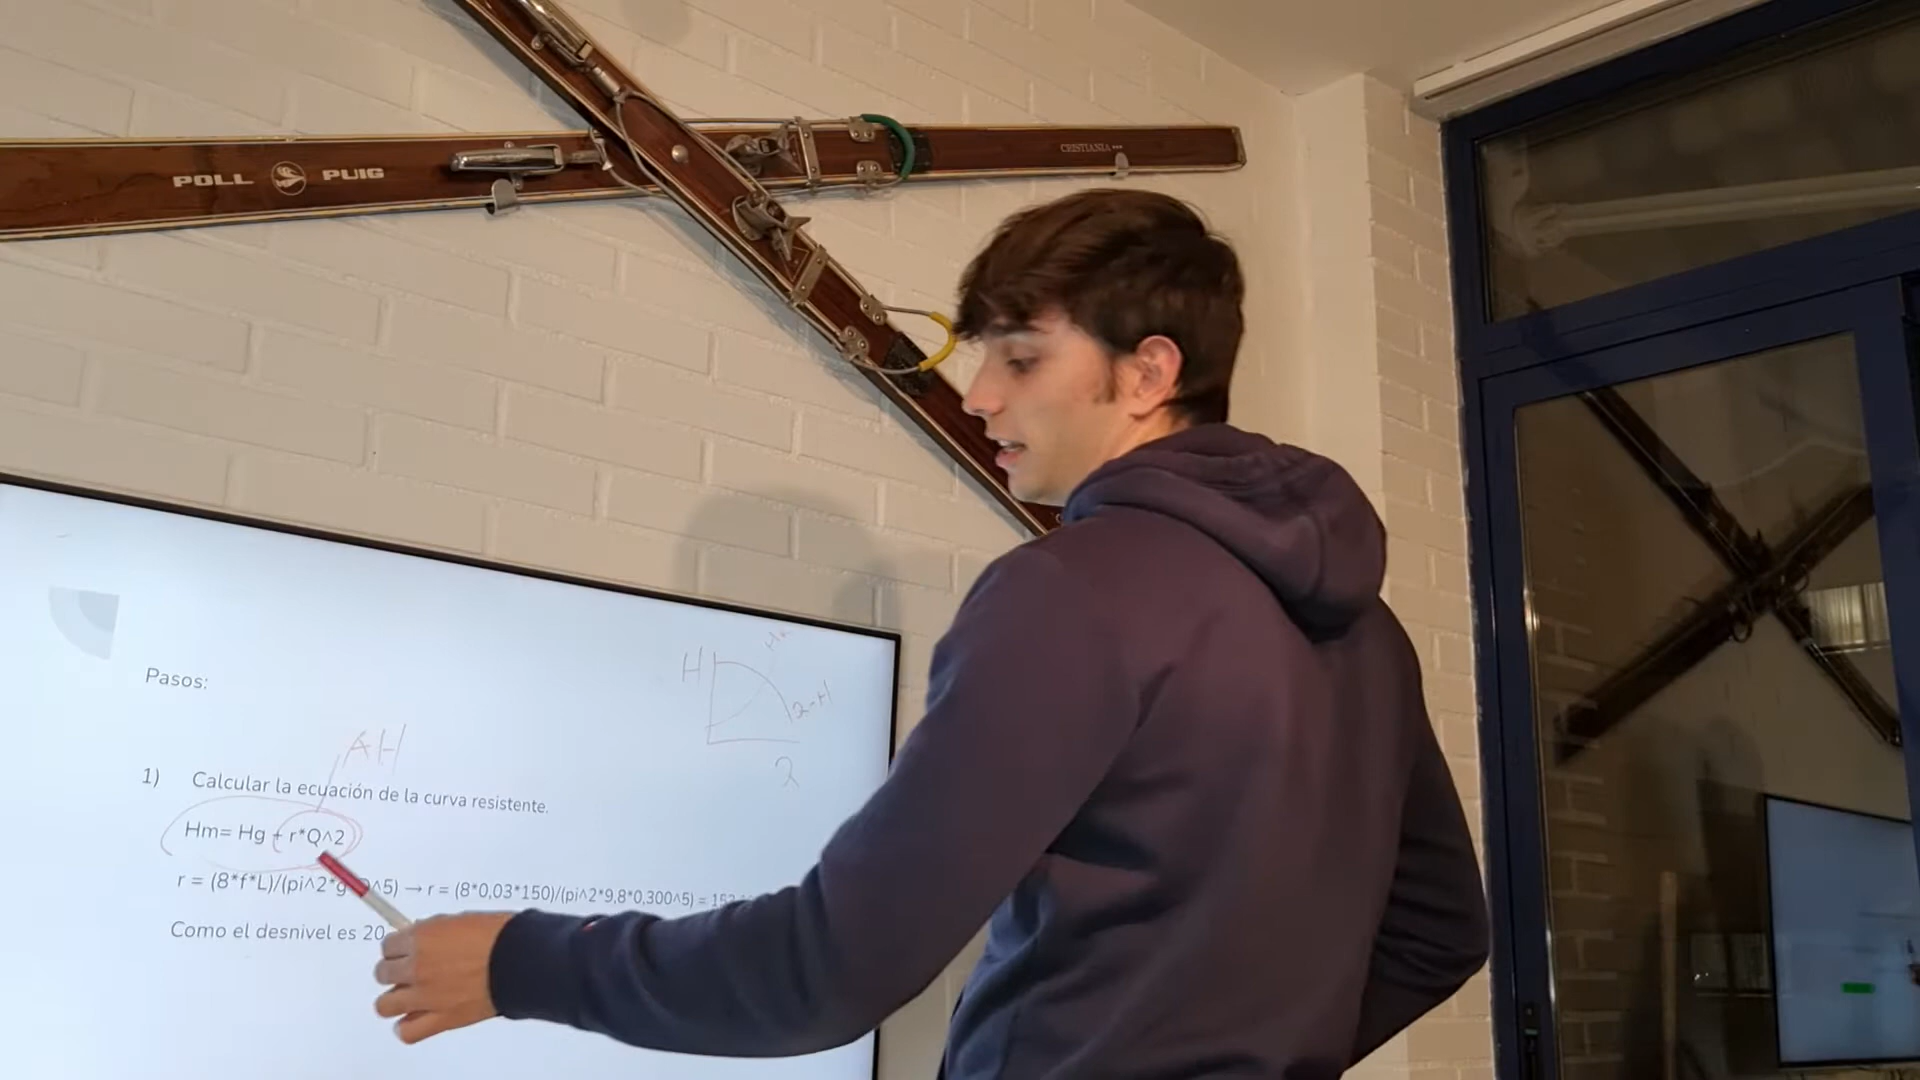 POLL PUIG
CRISTIANIA
H
Q-H
Pasos:
ΔH
1) Calcular la ecuación de la curva resistente.
Hm= Hg + r*Q^2
r = (8*f*L)/(pi^2*g ^5) → r = (8*0,03*150)/(pi^2*9,8*0,300^5) =
Como el desnivel es 20